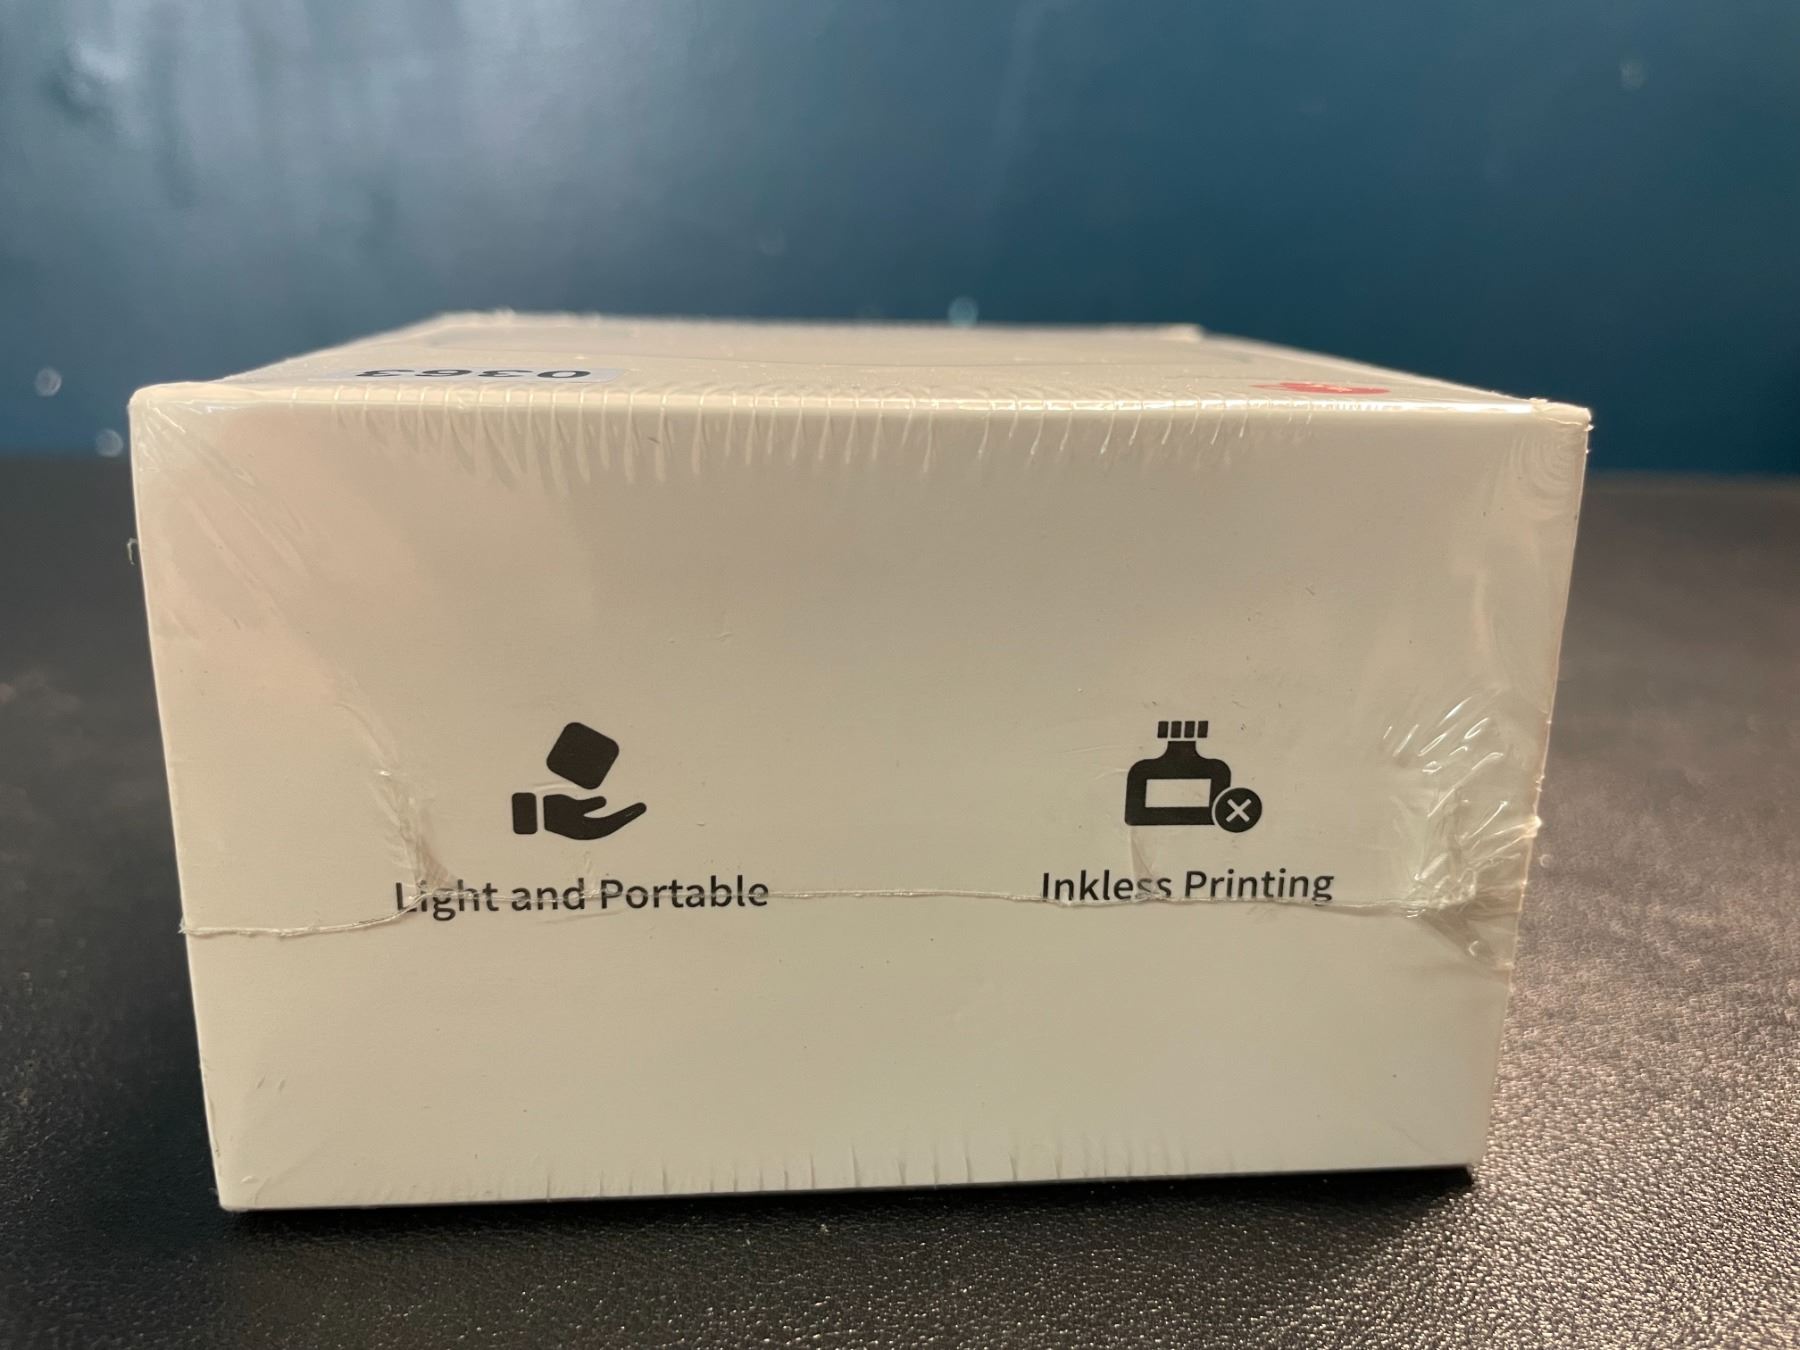 0363
Light and Portable
Inkless Printing